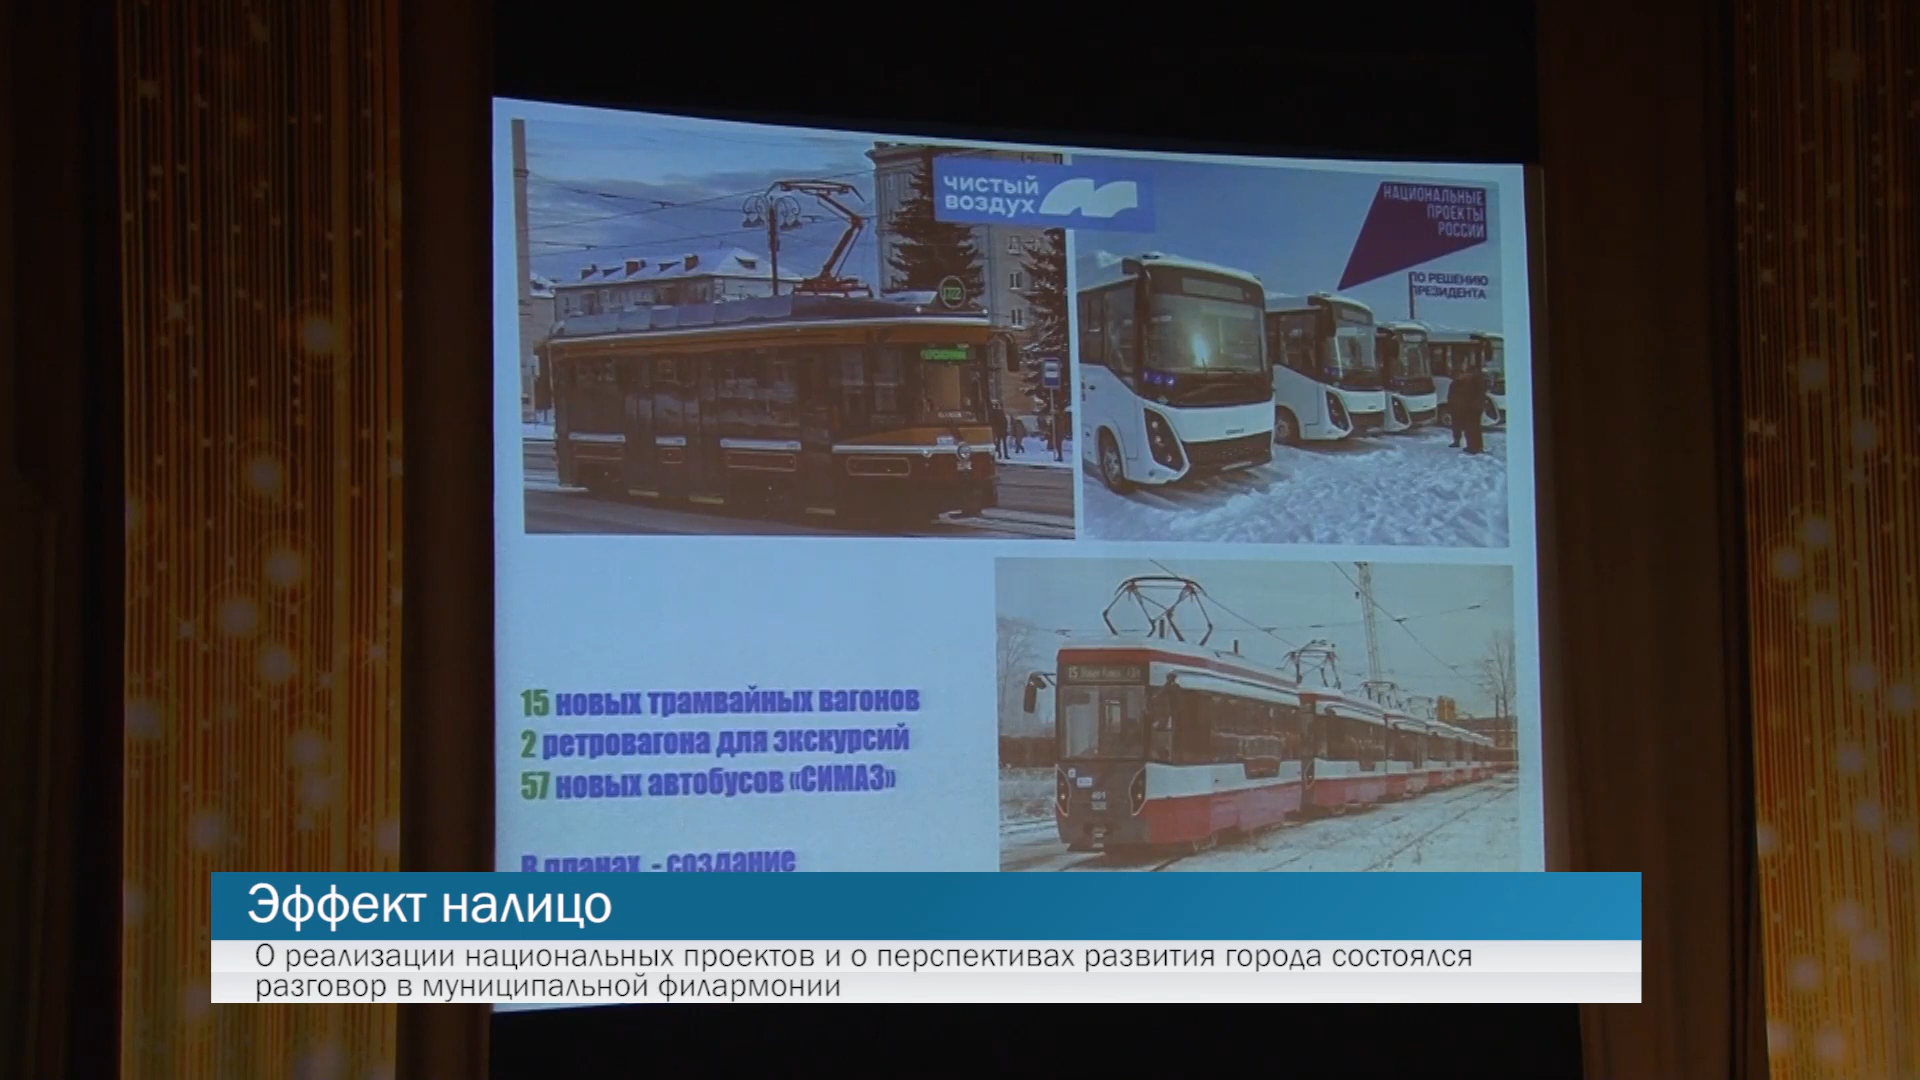 ЧИСТЫЙ
ВОЗДУХ
НАЦИОНАЛЬНЫЕ
ПРОЕКТЫ
РОССИИ
ПО РЕШЕНИЮ
ПРЕЗИДЕНТА
15 новых трамвайных вагонов
2 ретровагона для экскурсий
57 новых автобусов «СИМАЗ»
В планах - создание
Эффект налицо
О реализации национальных проектов и о перспективах развития города состоялся
разговор в муниципальной филармонии